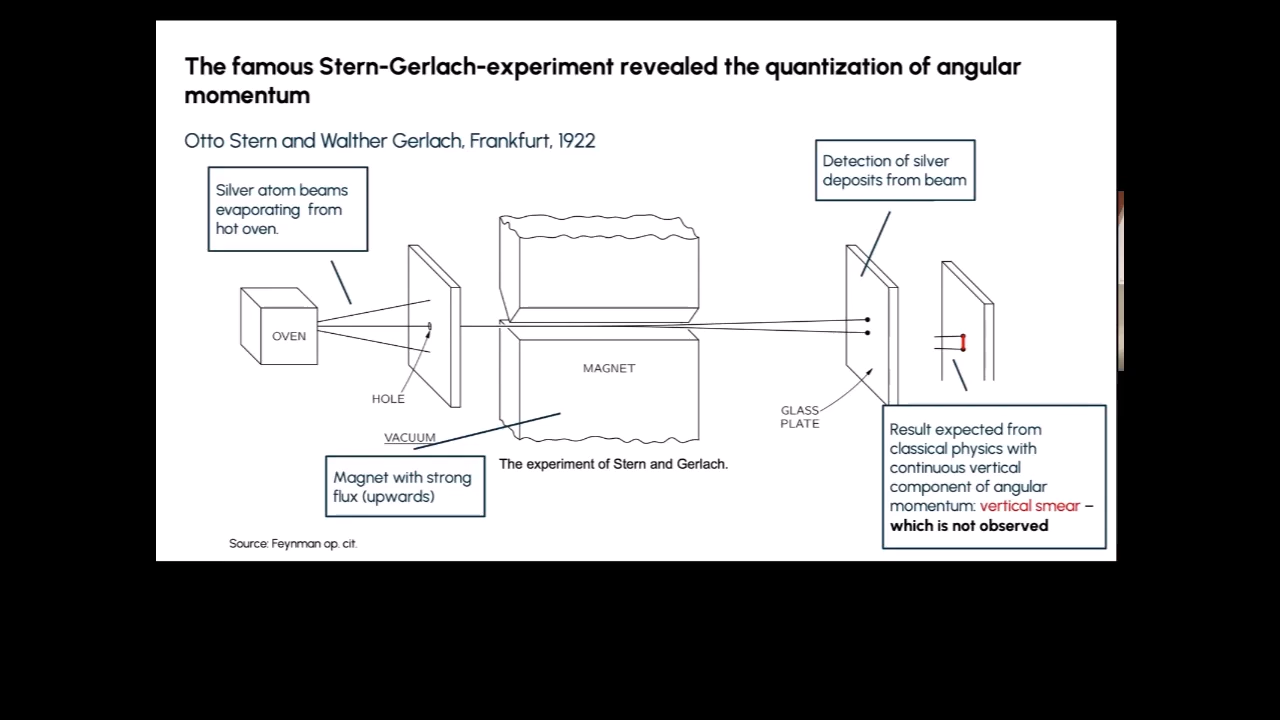 The famous Stern-Gerlach-experiment revealed the quantization of angular
momentum
Otto Stern and Walther Gerlach, Frankfurt, 1922
Silver atom beams
evaporating from
hot oven.
Detection of silver
deposits from beam
OVEN
HOLE
VACUUM
MAGNET
GLASS
PLATE
The experiment of Stern and Gerlach.
Magnet with strong
flux (upwards)
Result expected from
classical physics with
continuous vertical
component of angular
momentum: vertical smear –
which is not observed
Source: Feynman op. cit.